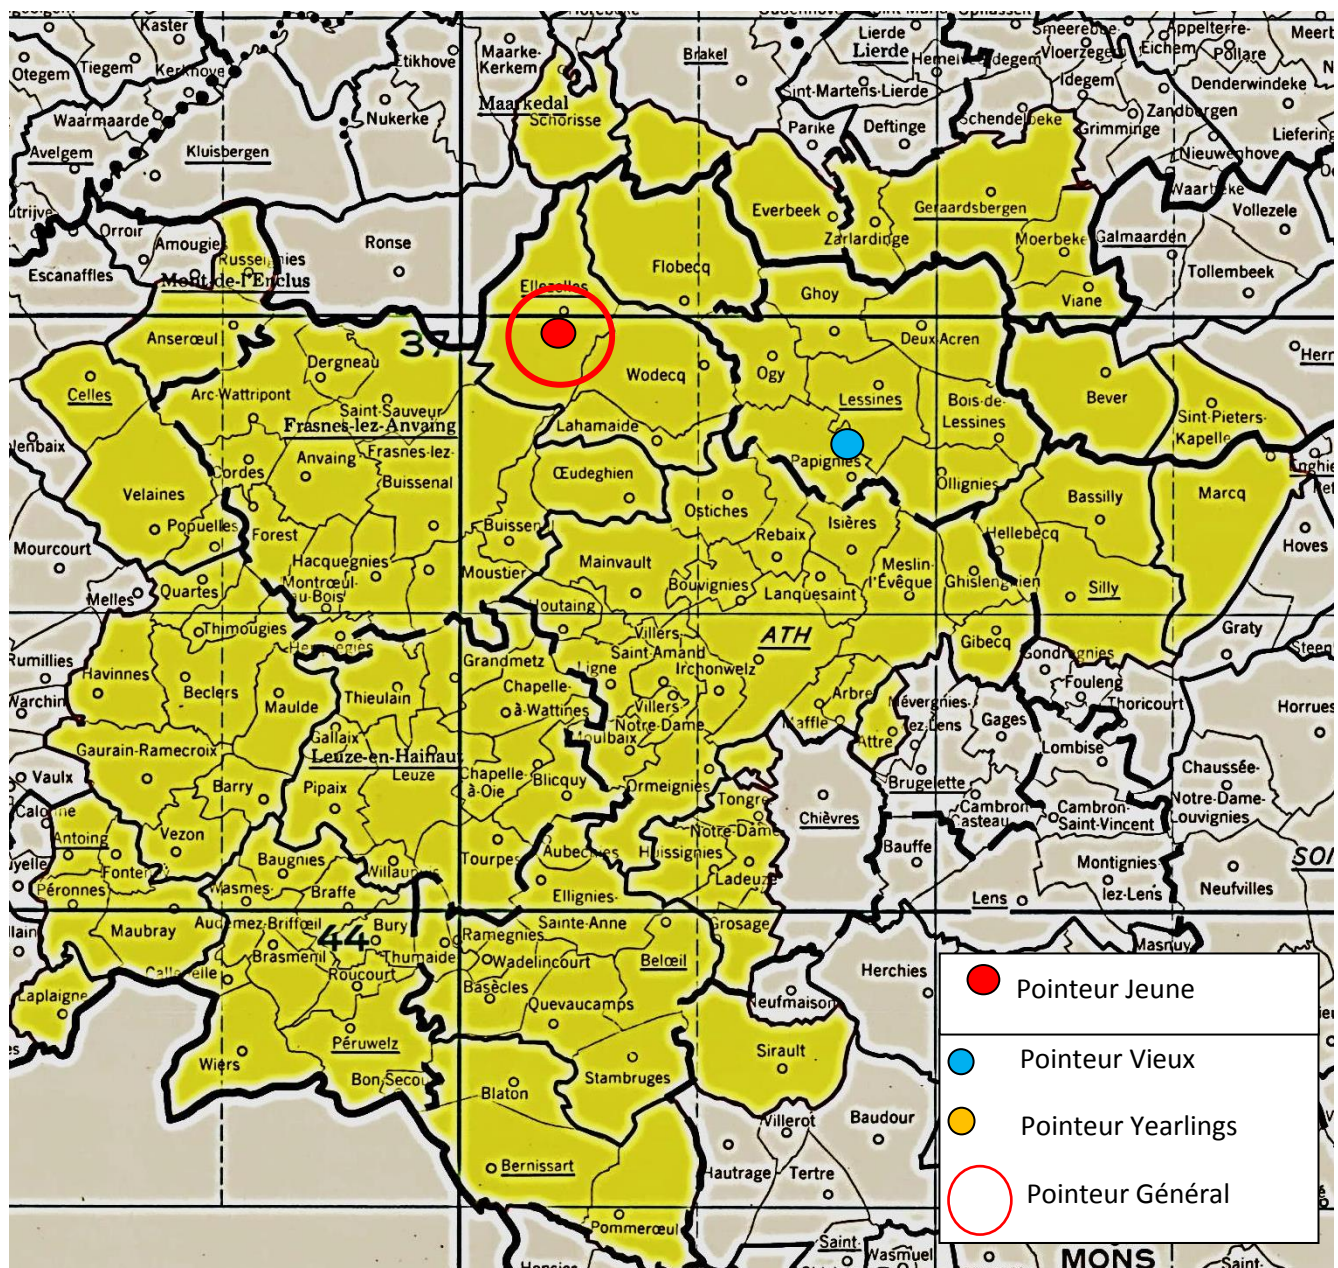 Kaster
Maarke-
Kerkem
Lierde
Lierde
Appelterre-
Eichem
Pollare
Otegem
Tiegem
Kerkhove
Etikhove
Brakel
Hemelveerdegem
Vloerzegem
Idegem
Denderwindeke
Sint-Martens-Lierde
Zandbergen
Maarkedal
Schorisse
Waarmaarde
Nukerke
Parike
Deftinge
Schendelbeke
Grimminge
Avelgem
Kluisbergen
Nieuwenhove
Waarbeke
Everbeek
Geraardsbergen
Vollezele
Orroir
Amougies
Ronse
Zarlardinge
Moerbeke
Galmaarden
Escanaffles
Russeignies
Mont-de-l'Enclus
Flobecq
Tollembeek
Ellezelles
Ghoy
Viane
Anserœul
37
Dergneau
Deux-Acren
Celles
Arc-Wattripont
Wodecq
Ogy
Lessines
Bois-de-
Lessines
Bever
Sint-Pieters-
Kapelle
Saint-Sauveur
Frasnes-lez-Anvaing
Lahamaide
Cordes
Anvaing
Frasnes-lez-
Buissenal
Papignies
Œudeghien
Ollignies
Bassilly
Marcq
Velaines
Popuelles
Forest
Ostiches
Isières
Hellebecq
Hoves
Mourcourt
Hacquegnies
Rebaix
Mainvault
Moustier
Meslin-
l'Évêque
Ghislenghien
Silly
Melles
Quartes
Montrœul-
au-Bois
Bouvignies
Lanquesaint
Houtaing
Thimougies
Villers-
Saint-Amand
ATH
Gibecq
Graty
Rumillies
Grandmetz
Ligne
Irchonwelz
Gondregnies
Havinnes
Beclers
Maulde
Thieulain
Chapelle-
à-Wattines
Arbre
Fouleng
Thoricourt
Warchin
Villers-
Notre-Dame
Maffle
Mévergnies-
lez-Lens
Gages
Horrues
Gaurain-Ramecroix
Gallaix
Leuze-en-Hainaut
Leuze
Moulbaix
Attre
Lombise
Vaulx
Barry
Pipaix
Chapelle-
à-Oie
Blicquy
Ormeignies
Brugelette
Chaussée-
Notre-Dame-
Louvignies
Tongre-
Notre-Dame
Chièvres
Cambron-
Casteau
Cambron-
Saint-Vincent
Antoing
Vezon
Baugnies
Tourpes
Aubechies
Huissignies
Bauffe
Montignies-
lez-Lens
Péronnes
Fontenoy
Wasmes-
Braffe
Willaupuis
Ellignies-
Ladeuze
Lens
Neufvilles
Maubray
Audemez-Briffœil
44
Bury
Sainte-Anne
Grosage
Masnuy
Brasmenil
Thumaide
Ramegnies
Wadelincourt
Belœil
Herchies
Callenelle
Roucourt
Basècles
Quevaucamps
Neufmaison
Laplaigne
Péruwelz
Sirault
Wiers
Bon-Secours
Blaton
Stambruges
Villerot
Baudour
Bernissart
Hautrage
Tertre
Pommerœul
Saint-
Wasmuel
MONS
Saint-
Pointeur Jeune
Pointeur Vieux
Pointeur Yearlings
Pointeur Général